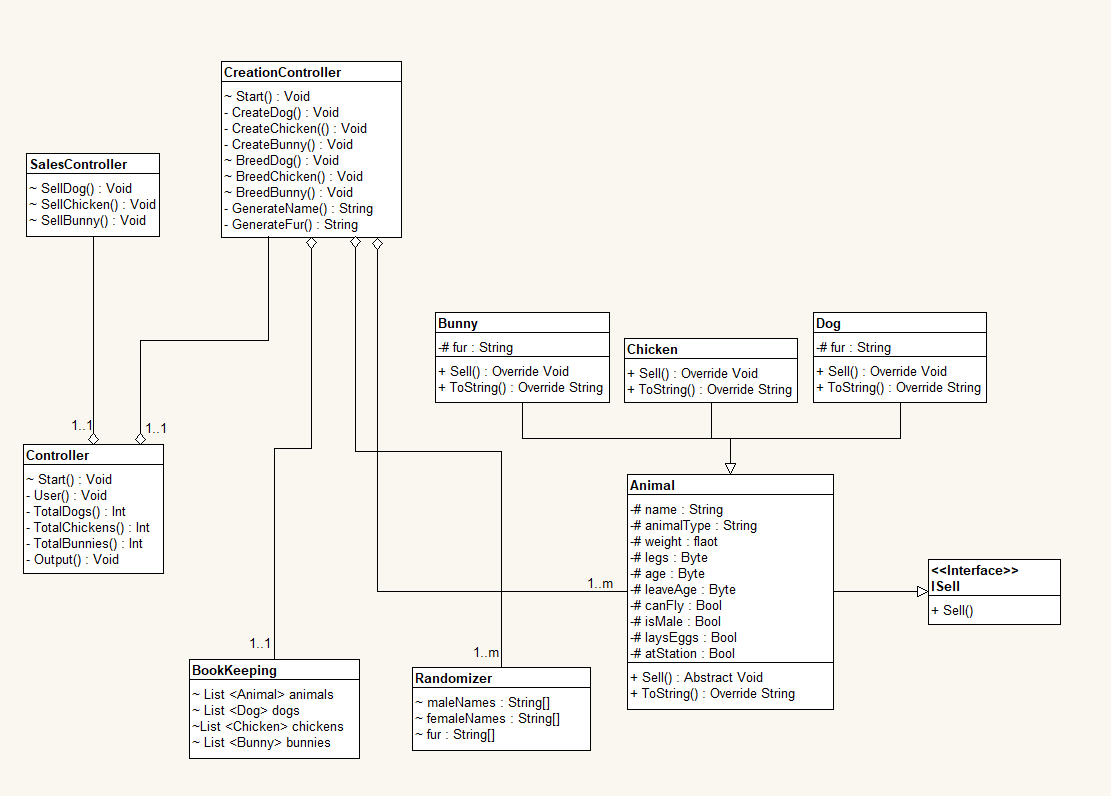 CreationController
~ Start() : Void
- CreateDog() : Void
- CreateChicken(() : Void
- CreateBunny() : Void
~ BreedDog() : Void
~ BreedChicken() : Void
~ BreedBunny() : Void
- GenerateName() : String
- GenerateFur() : String
SalesController
~ SellDog() : Void
~ SellChicken() : Void
~ SellBunny() : Void
Bunny
-# fur : String
+ Sell() : Override Void
+ ToString() : Override String
Chicken
+ Sell() : Override Void
+ ToString() : Override String
Dog
-# fur : String
+ Sell() : Override Void
+ ToString() : Override String
1..1
1..1
Controller
~ Start() : Void
- User() : Void
- TotalDogs() : Int
- TotalChickens() : Int
- TotalBunnies() : Int
- Output() : Void
Animal
-# name : String
-# animalType : String
-# weight : flaot
-# legs : Byte
-# age : Byte
-# leaveAge : Byte
-# canFly : Bool
-# isMale : Bool
-# laysEggs : Bool
-# atStation : Bool
+ Sell() : Abstract Void
+ ToString() : Override String
1..m
<<Interface>>
ISell
+ Sell()
1..1
BookKeeping
~ List <Animal> animals
~ List <Dog> dogs
~List <Chicken> chickens
~ List <Bunny> bunnies
1..m
Randomizer
~ maleNames : String[]
~ femaleNames : String[]
~ fur : String[]